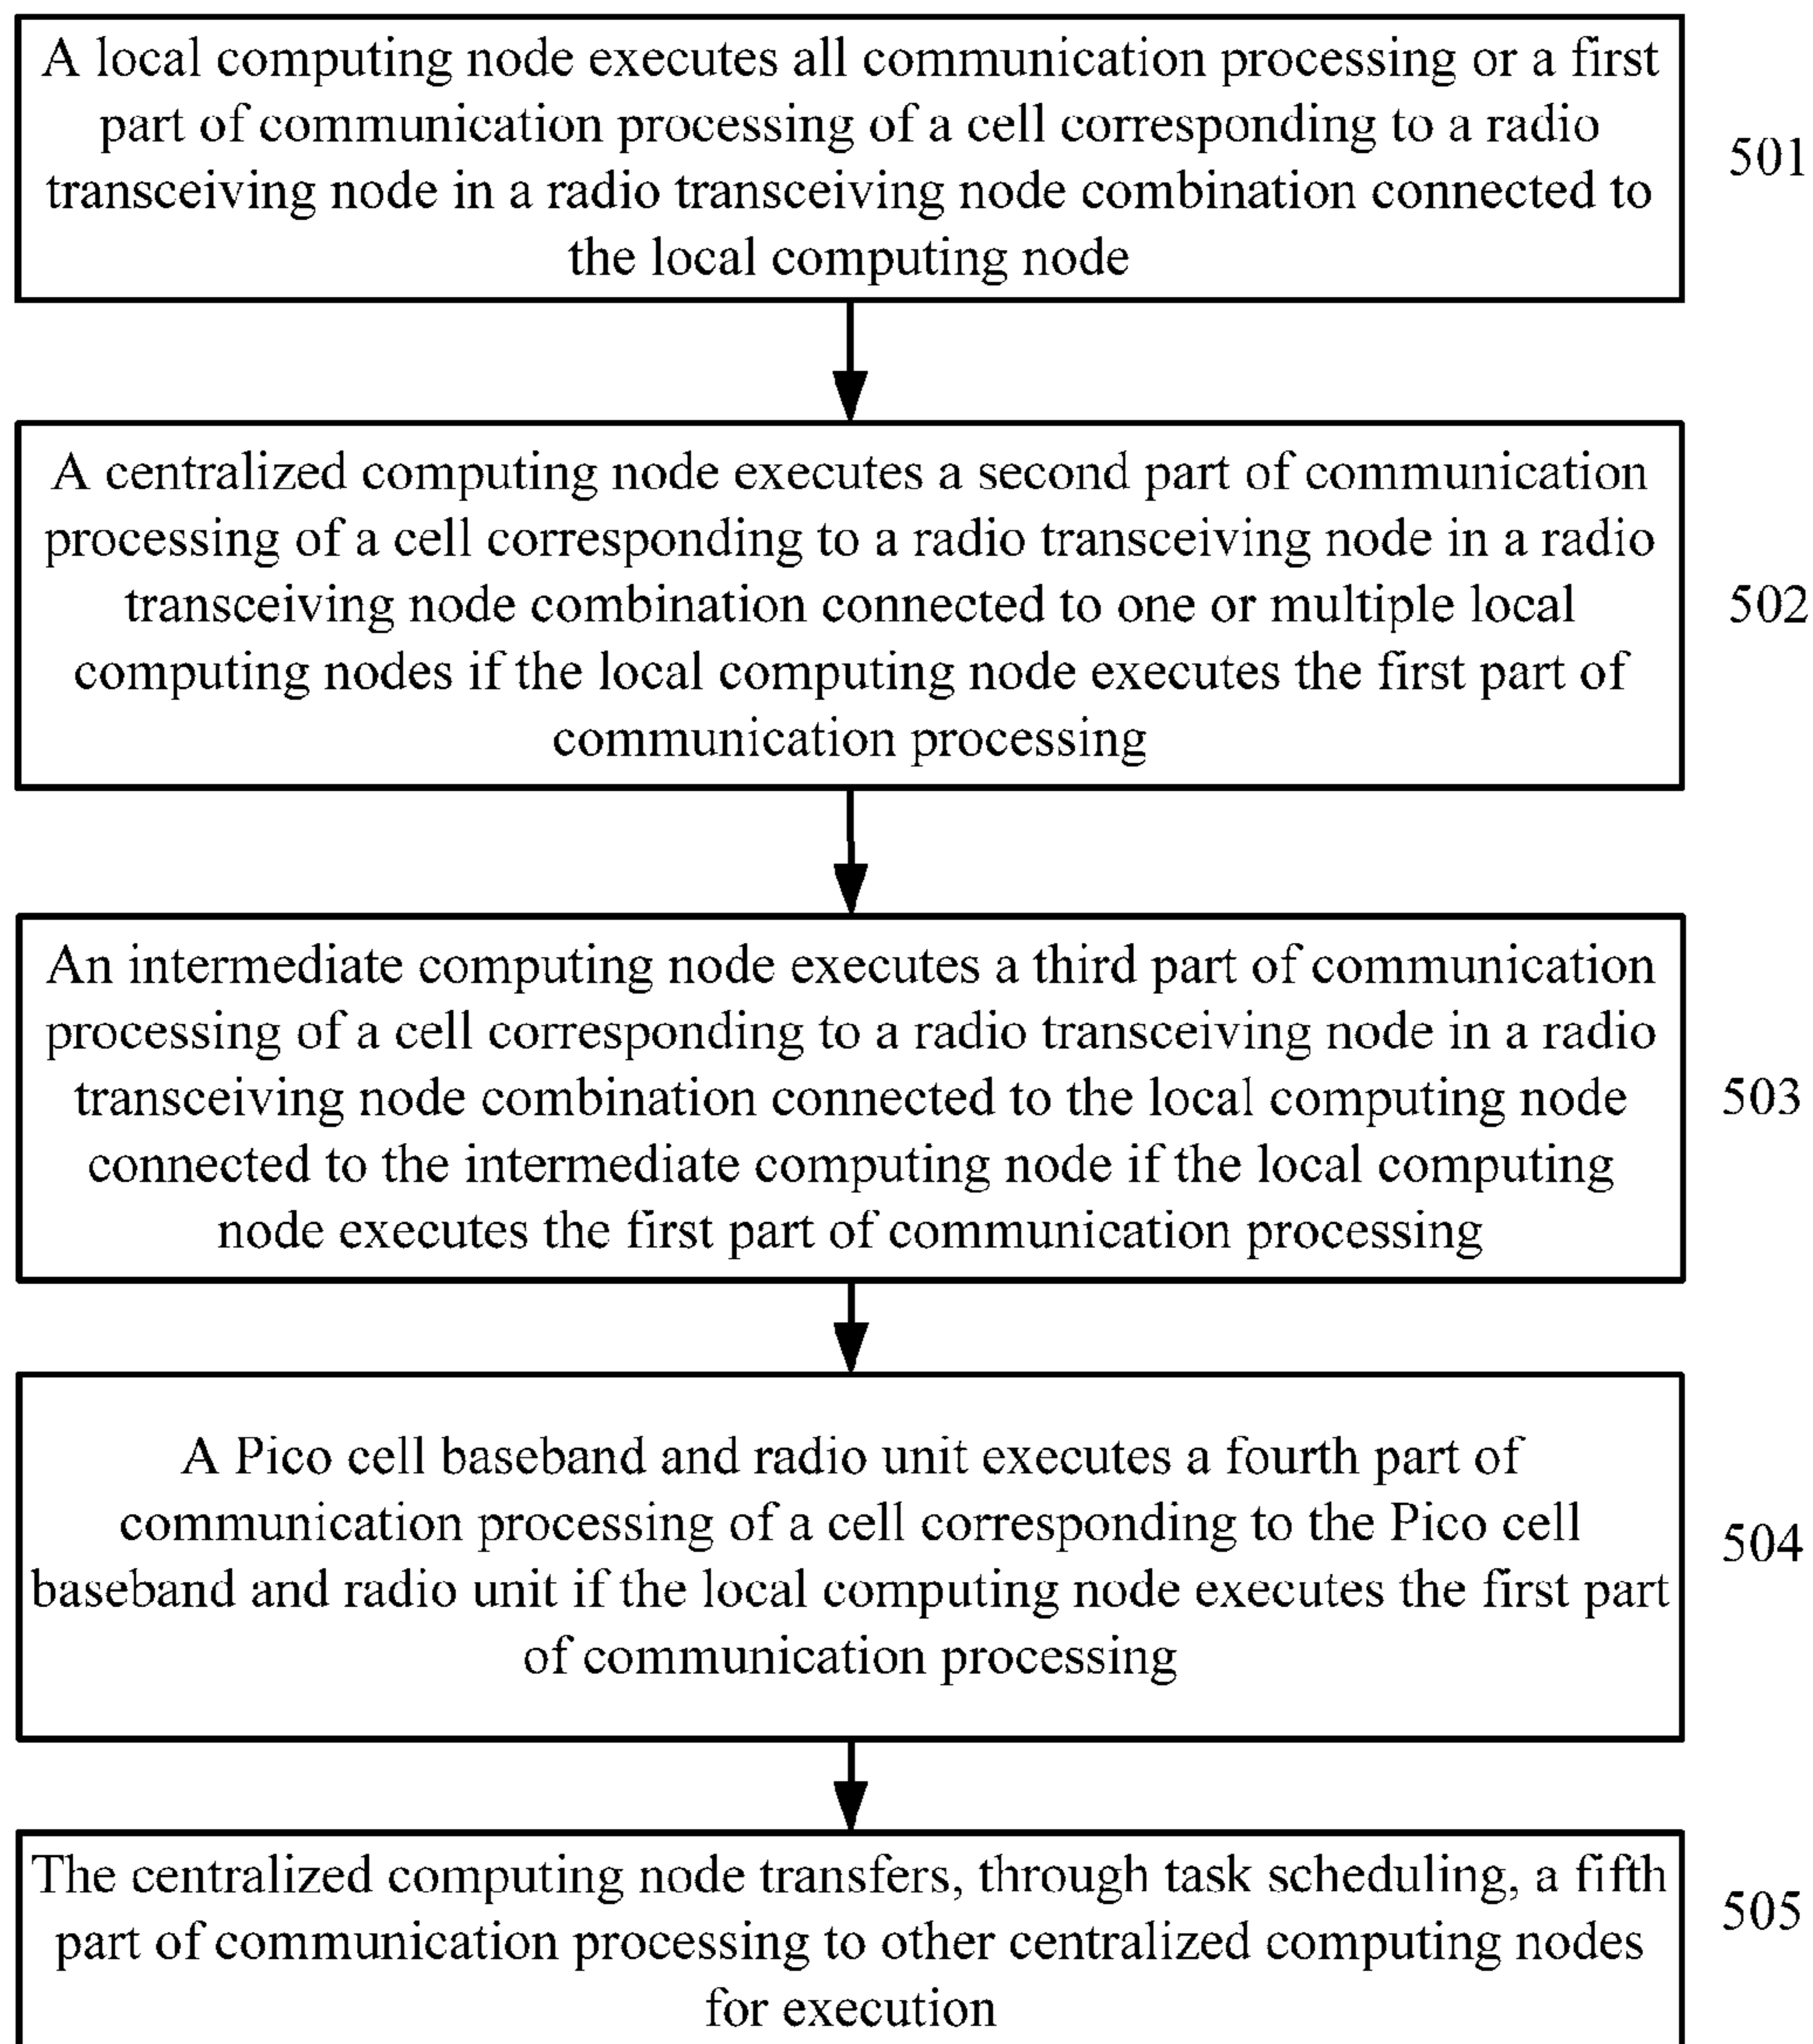 A local computing node executes all communication processing or a first
part of communication processing of a cell corresponding to a radio
transceiving node in a radio transceiving node combination connected to
the local computing node
501
A centralized computing node executes a second part of communication
processing of a cell corresponding to a radio transceiving node in a radio
transceiving node combination connected to one or multiple local
computing nodes if the local computing node executes the first part of
communication processing
502
An intermediate computing node executes a third part of communication
processing of a cell corresponding to a radio transceiving node in a radio
transceiving node combination connected to the local computing node
connected to the intermediate computing node if the local computing
node executes the first part of communication processing
503
A Pico cell baseband and radio unit executes a fourth part of
communication processing of a cell corresponding to the Pico cell
baseband and radio unit if the local computing node executes the first part
of communication processing
504
The centralized computing node transfers, through task scheduling, a fifth
part of communication processing to other centralized computing nodes
for execution
505